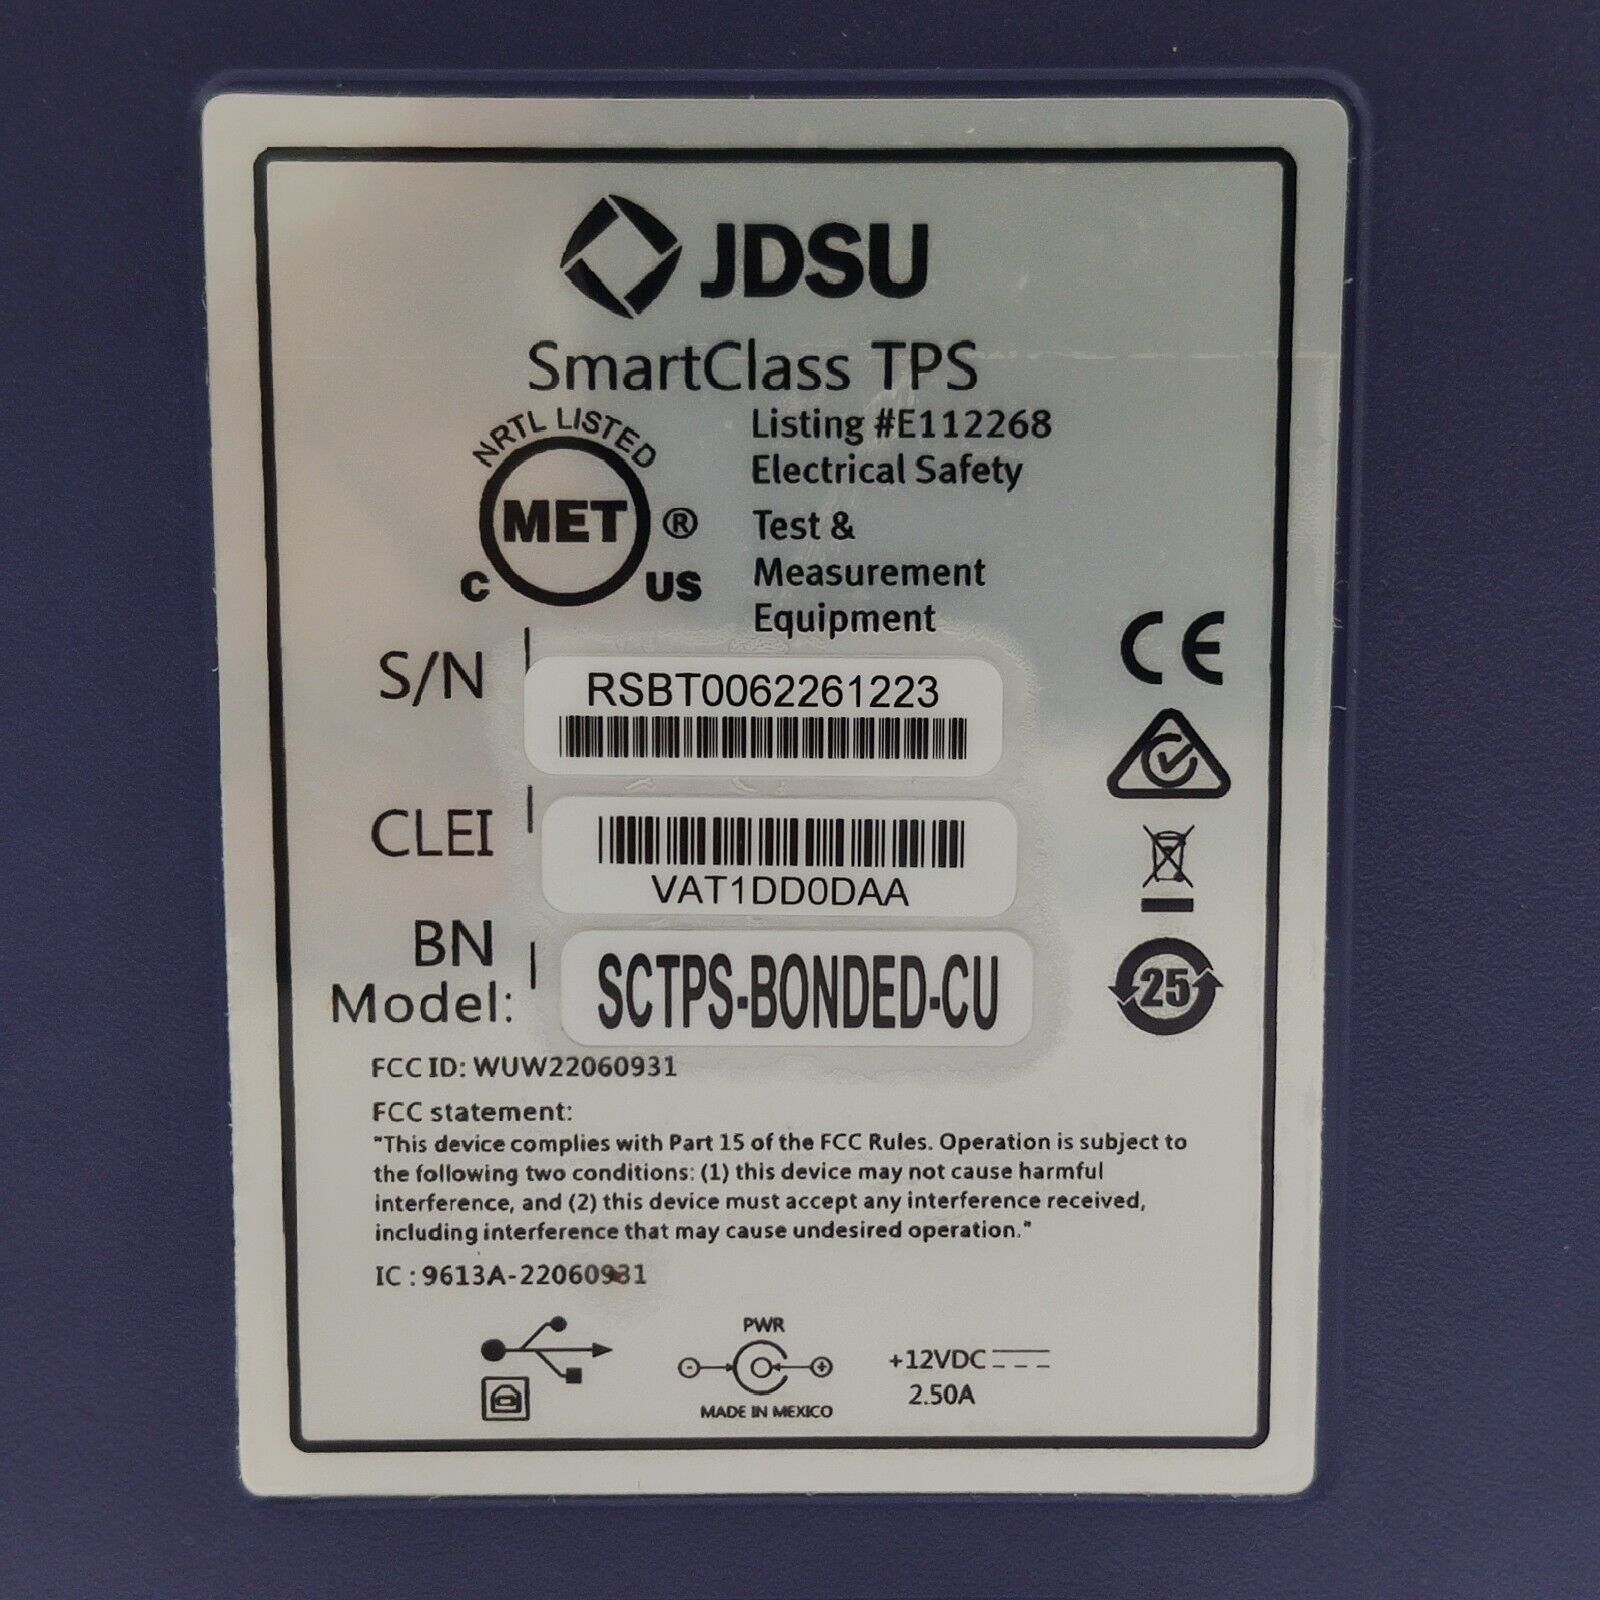 JDSU
SmartClass TPS
NRTL LISTED
MET ®
C US
Listing #E112268
Electrical Safety
Test &
Measurement
Equipment
S/N
RSBT0062261223
CE
CLEI
VAT1DD0DAA
BN
Model:
SCTPS-BONDED-CU
25
FCC ID: WUW22060931
FCC statement:
"This device complies with Part 15 of the FCC Rules. Operation is subject to
the following two conditions: (1) this device may not cause harmful
interference, and (2) this device must accept any interference received,
including interference that may cause undesired operation."
IC : 9613A-22060931
PWR
MADE IN MEXICO
+12VDC
2.50A